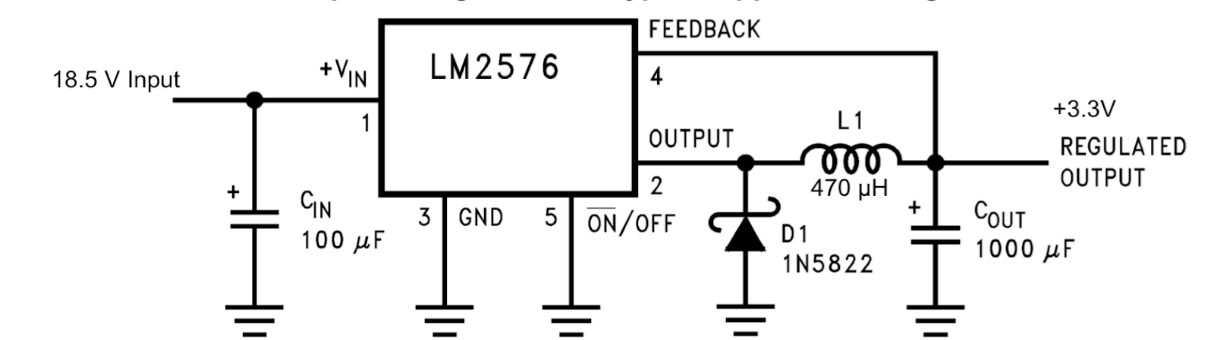 FEEDBACK
LM2576
+VIN
18.5 V Input
4
1
OUTPUT
2
L1
470 µH
+3.3V
REGULATED
OUTPUT
+
CIN
100 µF
3 GND
5 ON/OFF
D1
1N5822
+
COUT
1000 µF